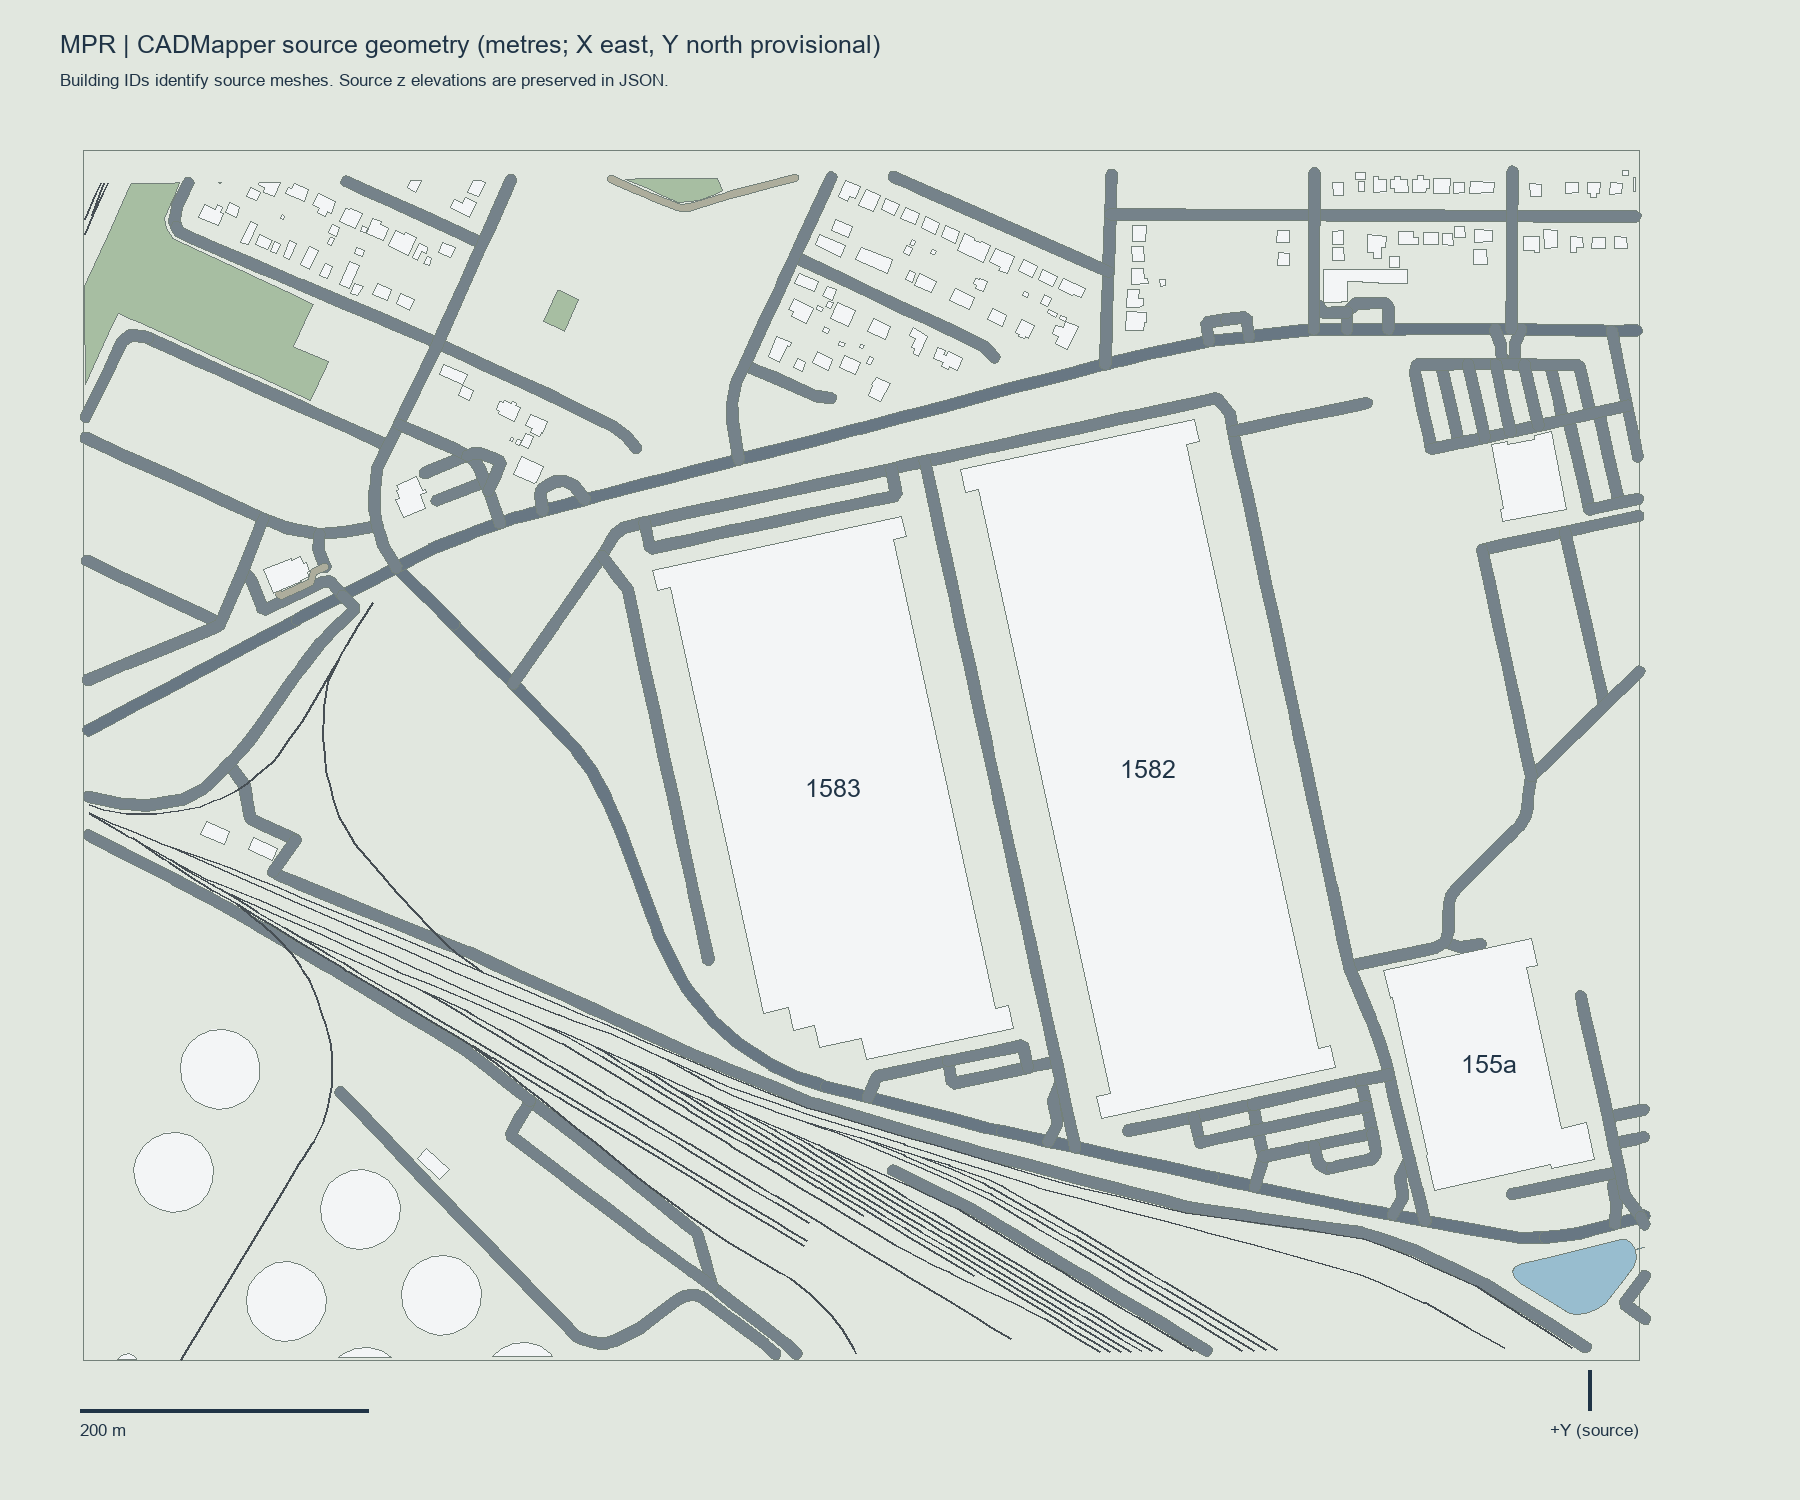 MPR | CADMapper source geometry (metres; X east, Y north provisional)
Building IDs identify source meshes. Source z elevations are preserved in JSON.
1583
1582
155a
200 m
+Y (source)